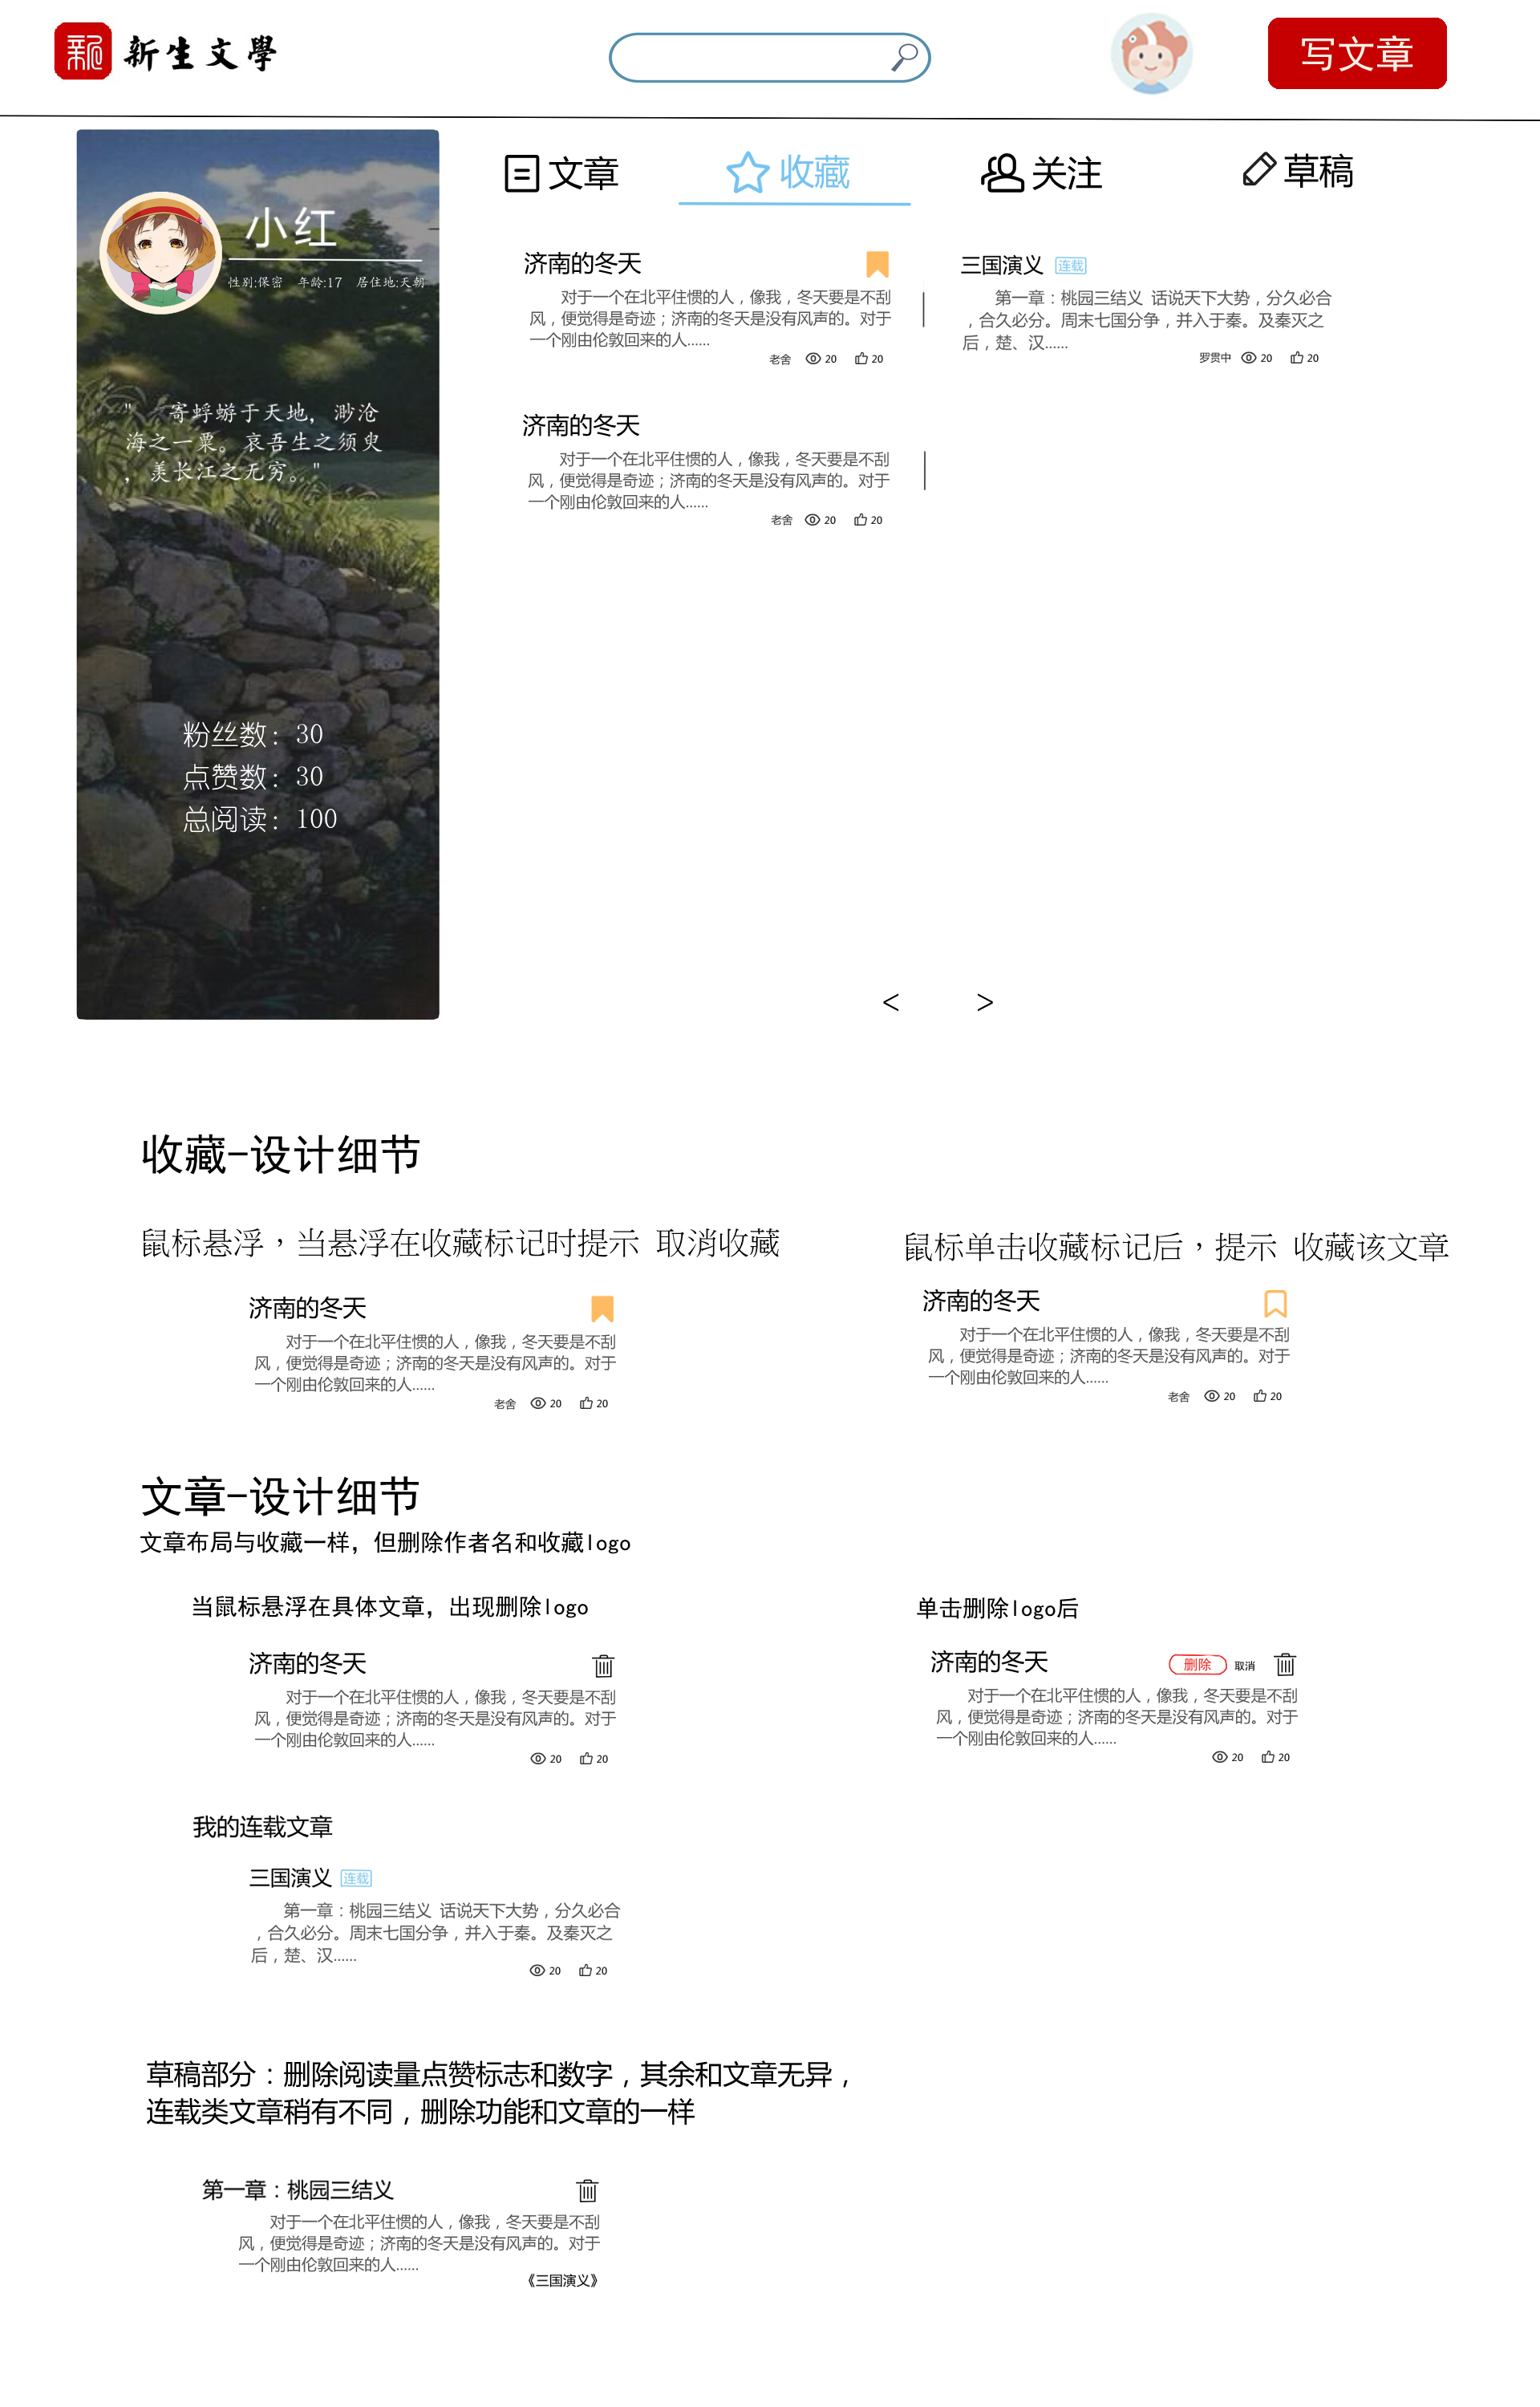 新生文學
写文章
文章
收藏
关注
草稿
小红
性别:保密 年龄:17 居住地:天朝
" 寄蜉蝣于天地，渺沧
海之一粟。哀吾生之须臾
，羡长江之无穷。"
粉丝数：30
点赞数：30
总阅读：100
济南的冬天
对于一个在北平住惯的人，像我，冬天要是不刮
风，便觉得是奇迹；济南的冬天是没有风声的。对于
一个刚由伦敦回来的人......
老舍 20 20
三国演义 连载
第一章：桃园三结义 话说天下大势，分久必合
，合久必分。周末七国分争，并入于秦。及秦灭之
后，楚、汉......
罗贯中 20 20
济南的冬天
对于一个在北平住惯的人，像我，冬天要是不刮
风，便觉得是奇迹；济南的冬天是没有风声的。对于
一个刚由伦敦回来的人......
老舍 20 20
< >
收藏-设计细节
鼠标悬浮，当悬浮在收藏标记时提示 取消收藏
济南的冬天
对于一个在北平住惯的人，像我，冬天要是不刮
风，便觉得是奇迹；济南的冬天是没有风声的。对于
一个刚由伦敦回来的人......
老舍 20 20
鼠标单击收藏标记后，提示 收藏该文章
济南的冬天
对于一个在北平住惯的人，像我，冬天要是不刮
风，便觉得是奇迹；济南的冬天是没有风声的。对于
一个刚由伦敦回来的人......
老舍 20 20
文章-设计细节
文章布局与收藏一样，但删除作者名和收藏logo
当鼠标悬浮在具体文章，出现删除logo
济南的冬天
对于一个在北平住惯的人，像我，冬天要是不刮
风，便觉得是奇迹；济南的冬天是没有风声的。对于
一个刚由伦敦回来的人......
20 20
单击删除logo后
济南的冬天 删除 取消
对于一个在北平住惯的人，像我，冬天要是不刮
风，便觉得是奇迹；济南的冬天是没有风声的。对于
一个刚由伦敦回来的人......
20 20
我的连载文章
三国演义 连载
第一章：桃园三结义 话说天下大势，分久必合
，合久必分。周末七国分争，并入于秦。及秦灭之
后，楚、汉......
20 20
草稿部分：删除阅读量点赞标志和数字，其余和文章无异，
连载类文章稍有不同，删除功能和文章的一样
第一章：桃园三结义
对于一个在北平住惯的人，像我，冬天要是不刮
风，便觉得是奇迹；济南的冬天是没有风声的。对于
一个刚由伦敦回来的人......
《三国演义》